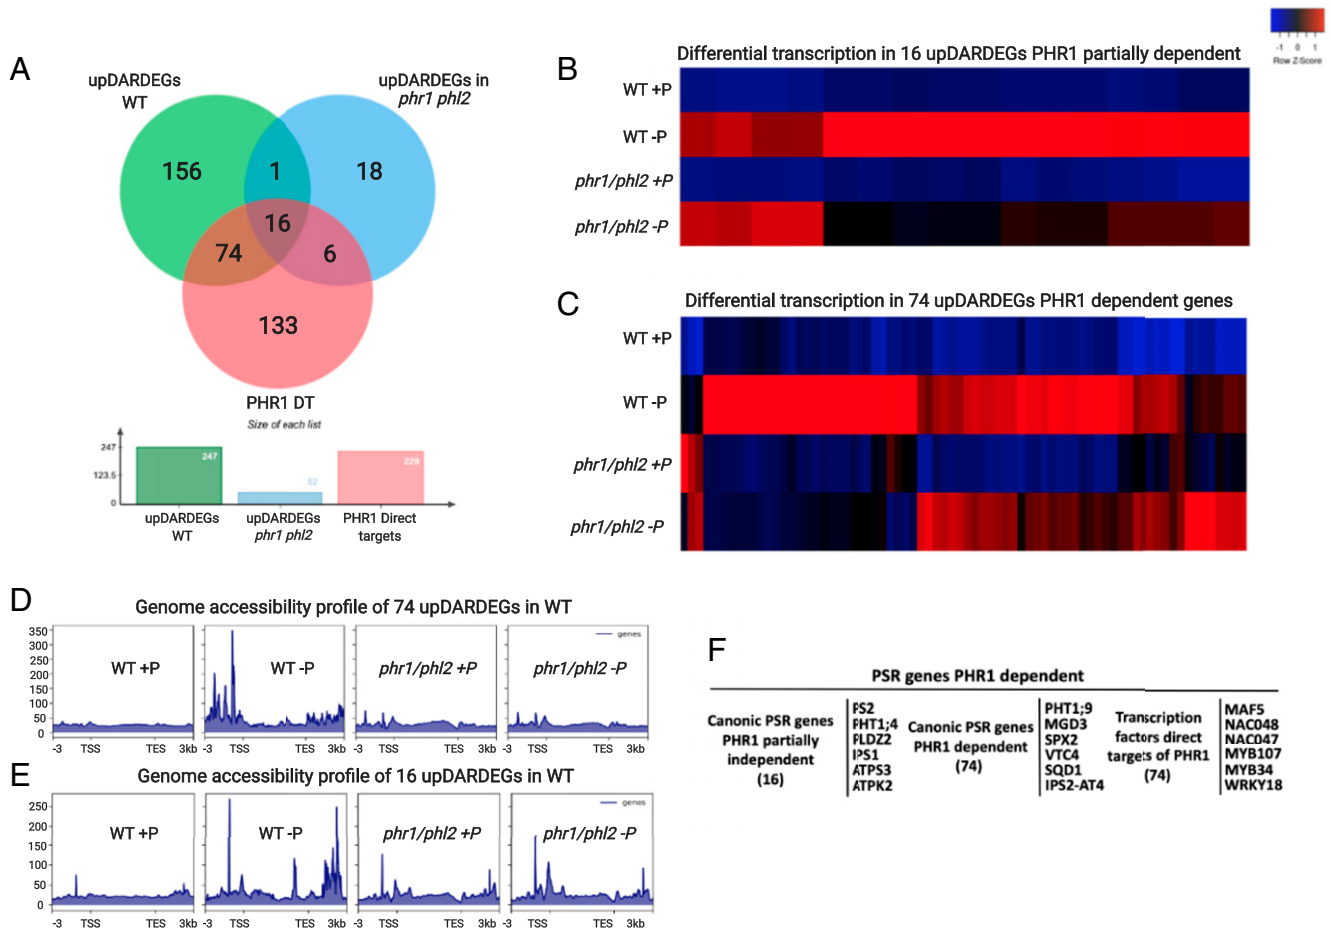 A
upDARDEGs
WT
upDARDEGs in
phr1 phl2
156
1
18
16
74
6
133
PHR1 DT
Size of each list
247
123.5
0
247
52
229
upDARDEGs
WT
upDARDEGs
phr1 phl2
PHR1 Direct
targets
B
Differential transcription in 16 upDARDEGs PHR1 partially dependent
-1 0 1
Row Z-Score
WT +P
WT -P
phr1/phl2 +P
phr1/phl2 -P
C
Differential transcription in 74 upDARDEGs PHR1 dependent genes
WT +P
WT -P
phr1/phl2 +P
phr1/phl2 -P
D
Genome accessibility profile of 74 upDARDEGs in WT
350
300
250
200
150
100
50
0
WT +P
WT -P
phr1/phl2 +P
phr1/phl2 -P
genes
-3 TSS TES 3kb
-3 TSS TES 3kb
-3 TSS TES 3kb
-3 TSS TES 3kb
E
Genome accessibility profile of 16 upDARDEGs in WT
250
200
150
100
50
0
WT +P
WT -P
phr1/phl2 +P
phr1/phl2 -P
genes
-3 TSS TES 3kb
-3 TSS TES 3kb
-3 TSS TES 3kb
-3 TSS TES 3kb
F
PSR genes PHR1 dependent
Canonic PSR genes
PHR1 partially
independent
(16)
PS2
PHT1;4
PLDZ2
IPS1
ATPS3
ATPK2
Canonic PSR genes
PHR1 dependent
(74)
PHT1;9
MGD3
SPX2
VTC4
SQD1
IPS2-AT4
Transcription
factors direct
targets of PHR1
(74)
MAF5
NAC048
NAC047
MYB107
MYB34
WRKY18